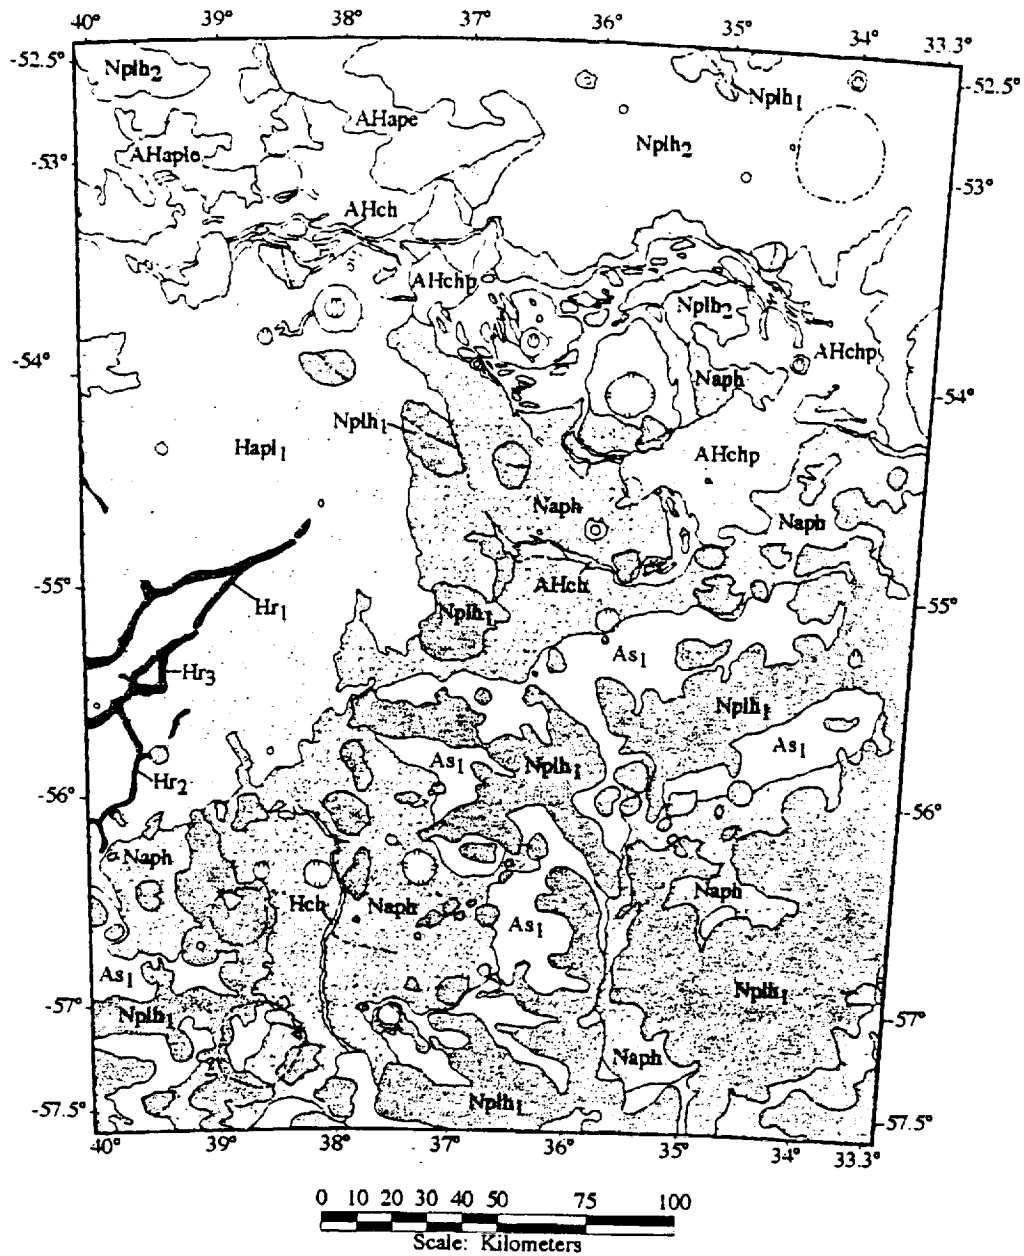 40° 39° 38° 37° 36° 35° 34° 33.3°
-52.5° -52.5°
Nplh2
Nplh1
AHape
Nplh2
AHaple
-53° -53°
AHch
AHchp
Nplh2
-54°
AHchp
Naph
-54°
Nplh1
Hapl1
AHchp
Naph
Naph
-55°
AHch
Hr1
Nplh1
-55°
As1
Hr3
Nplh1
As1
As1
Nplh1
Hr2
-56° -56°
Naph
Naph
Hch
Naph
As1
As1
Nplh1
-57°
Nplh1
-57°
Naph
Nplh1
-57.5° -57.5°
40° 39° 38° 37° 36° 35° 34° 33.3°
0 10 20 30 40 50 75 100
Scale: Kilometers